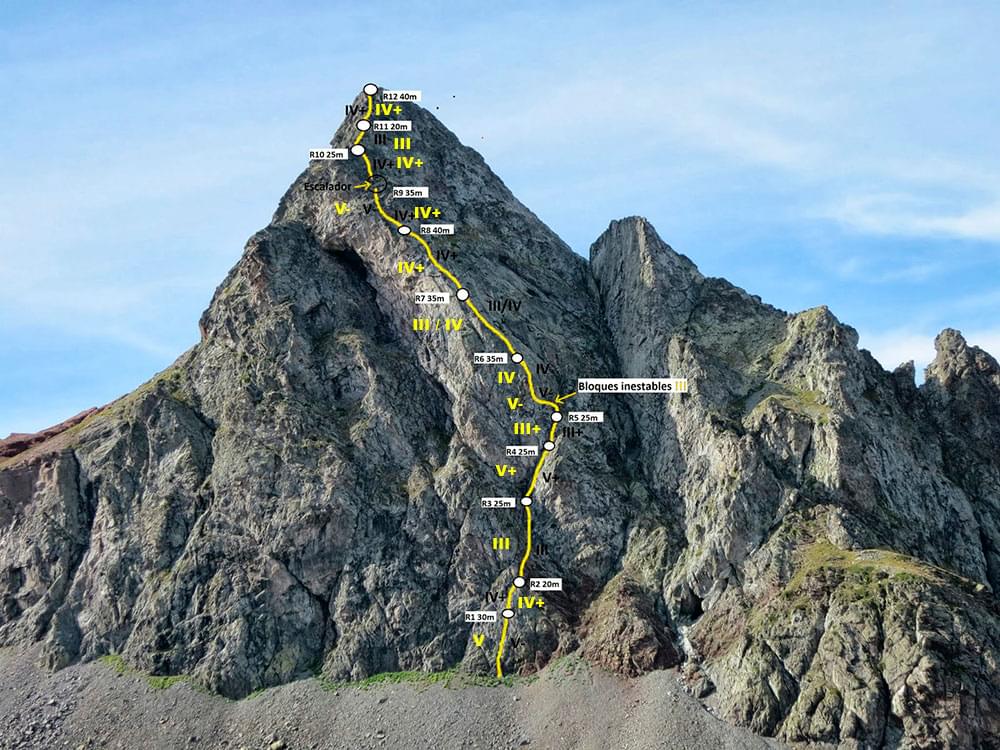 R12 40m
IV+ IV+
R11 20m
III III
R10 25m
IV+ IV+
Escalador
R9 35m
V- V-
IV+ IV+
R8 40m
IV+
IV+
R7 35m
III/IV
III / IV
R6 35m
IV
IV
Bloques inestables !!!
V-
R5 25m
III+ III+
R4 25m
V+ V+
R3 25m
III III
R2 20m
IV+ IV+
R1 30m
V